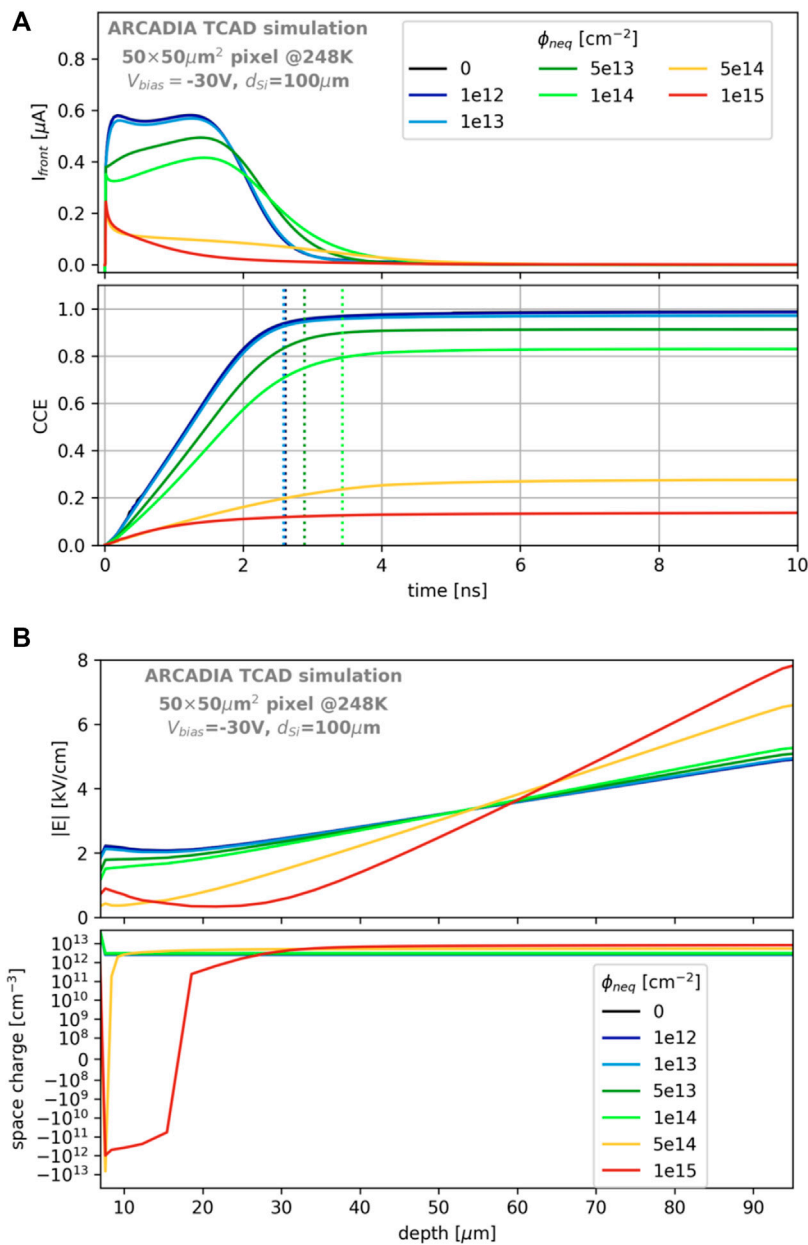 A
ARCADIA TCAD simulation
50×50μm² pixel @248K
V_bias = -30V, d_Si=100μm
ϕ_neq [cm⁻²]
0
1e12
1e13
5e13
1e14
5e14
1e15
I_front [μA]
0.8
0.6
0.4
0.2
0.0
CCE
1.0
0.8
0.6
0.4
0.2
0.0
0 2 4 6 8 10
time [ns]
B
ARCADIA TCAD simulation
50×50μm² pixel @248K
V_bias=-30V, d_Si=100μm
|E| [kV/cm]
8
6
4
2
0
space charge [cm⁻³]
10¹³
10¹²
10¹¹
10¹⁰
10⁹
10⁸
0
−10⁸
−10⁹
−10¹⁰
−10¹¹
−10¹²
−10¹³
ϕ_neq [cm⁻²]
0
1e12
1e13
5e13
1e14
5e14
1e15
10 20 30 40 50 60 70 80 90
depth [μm]